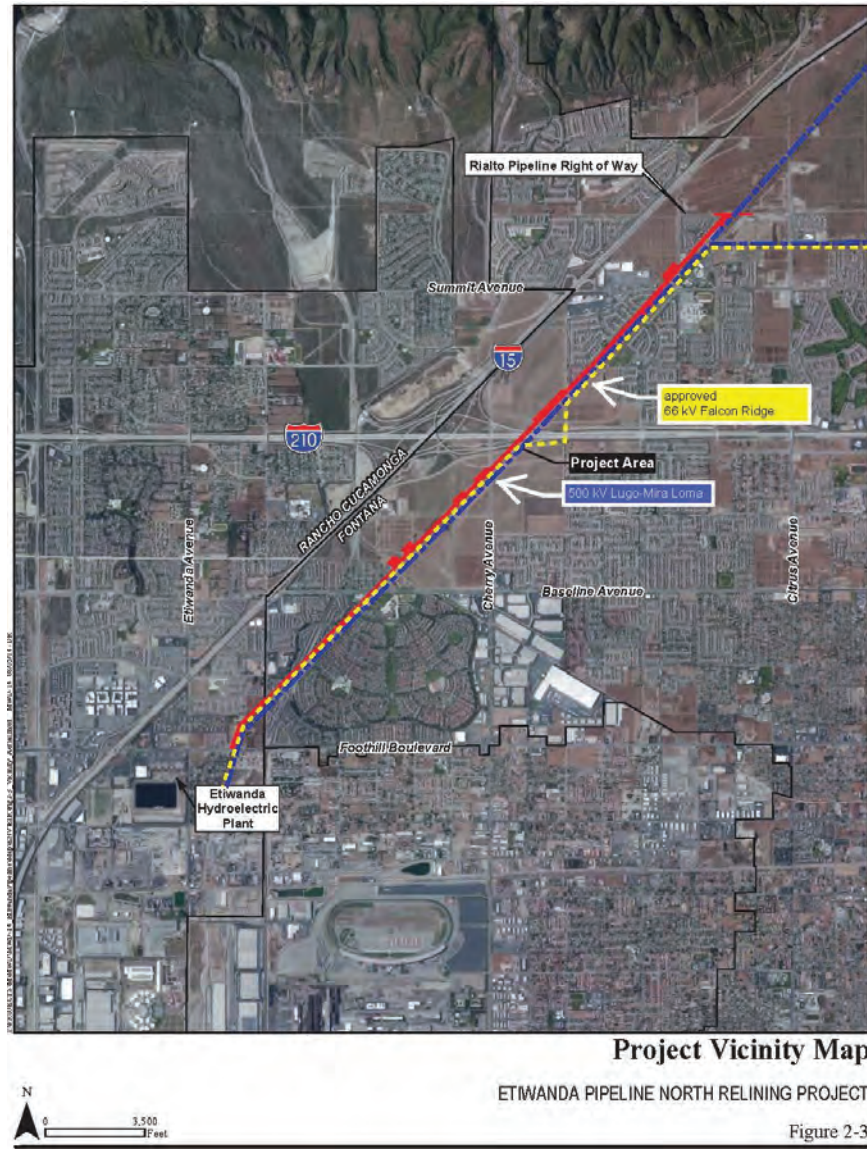 Rialto Pipeline Right of Way
Summit Avenue
15
approved
66 kV Falcon Ridge
210
Project Area
RANCHO CUCAMONGA
FONTANA
500 kV Lugo-Mira Loma
Etiwanda Avenue
Cherry Avenue
Baseline Avenue
Citrus Avenue
Foothill Boulevard
Etiwanda
Hydroelectric
Plant
Project Vicinity Map
ETIWANDA PIPELINE NORTH RELINING PROJECT
N
0 3,500
Feet
Figure 2-3